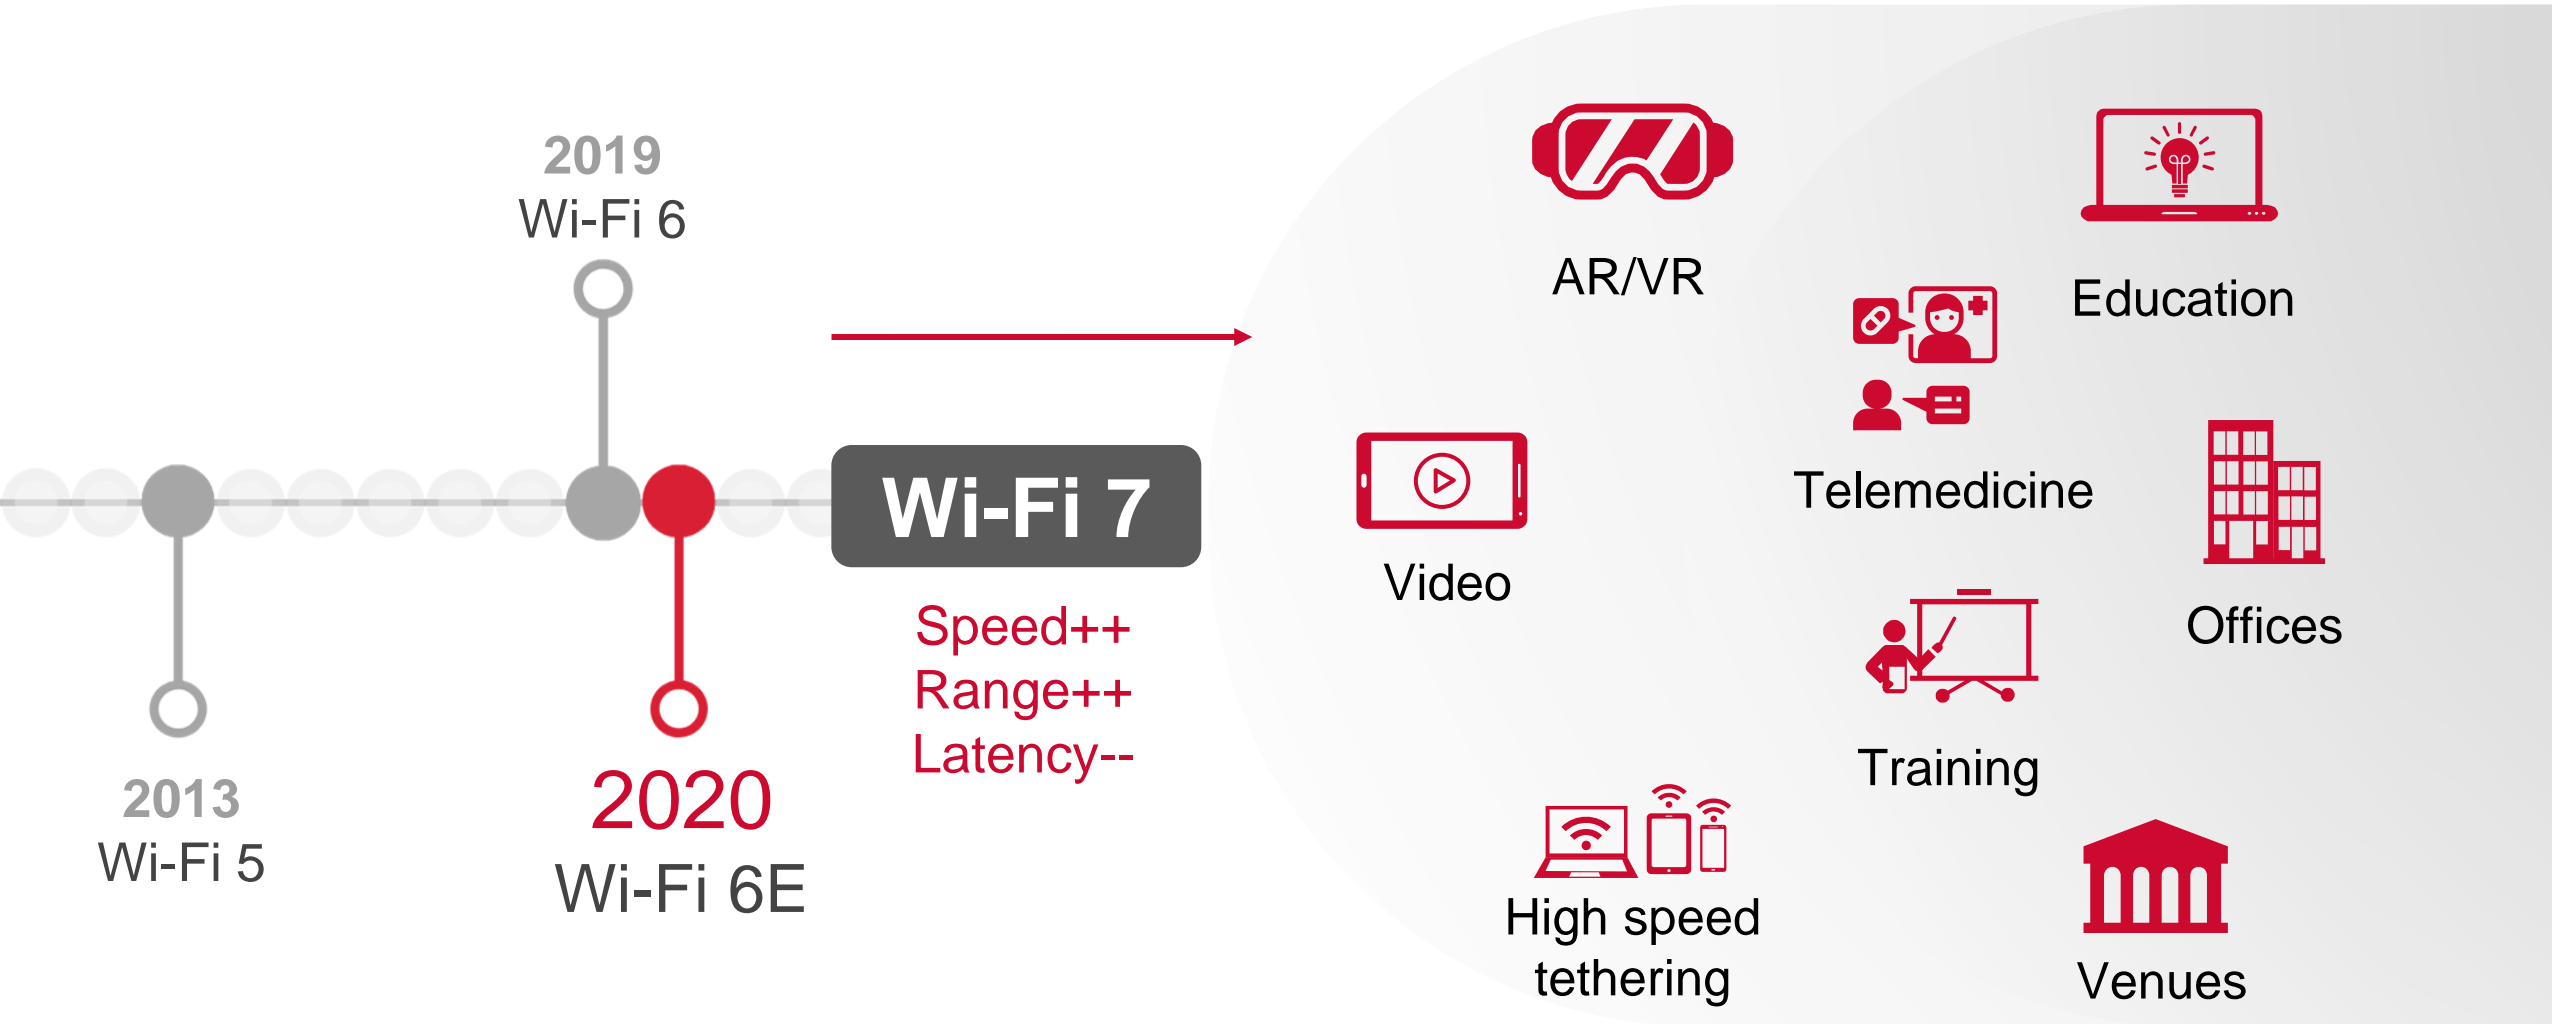 2019
Wi-Fi 6
2013
Wi-Fi 5
2020
Wi-Fi 6E
Wi-Fi 7
Speed++
Range++
Latency--
AR/VR
Education
Telemedicine
Video
Offices
Training
High speed
tethering
Venues